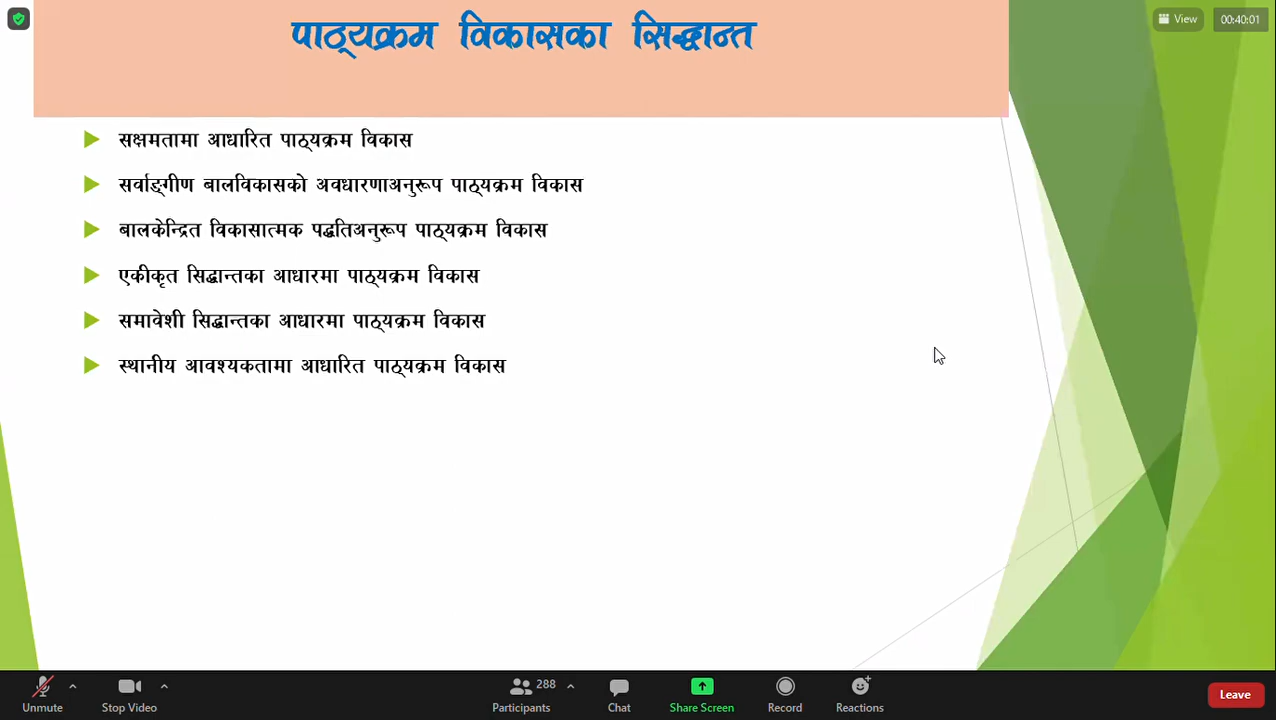 View
00:40:01
पाठ्यक्रम विकासका सिद्धान्त
सक्षमतामा आधारित पाठ्यक्रम विकास
सर्वाङ्गीण बालविकासको अवधारणाअनुरूप पाठ्यक्रम विकास
बालकेन्द्रित विकासात्मक पद्धतिअनुरूप पाठ्यक्रम विकास
एकीकृत सिद्धान्तका आधारमा पाठ्यक्रम विकास
समावेशी सिद्धान्तका आधारमा पाठ्यक्रम विकास
स्थानीय आवश्यकतामा आधारित पाठ्यक्रम विकास
288
Unmute Stop Video Participants Chat Share Screen Record Reactions Leave